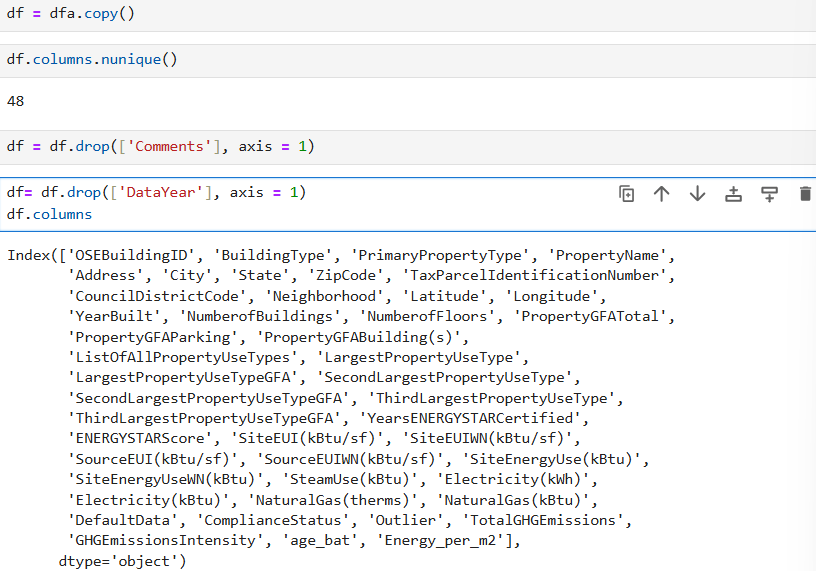 df = dfa.copy()
df.columns.nunique()
48
df = df.drop(['Comments'], axis = 1)
df= df.drop(['DataYear'], axis = 1)
df.columns
Index(['OSEBuildingID', 'BuildingType', 'PrimaryPropertyType', 'PropertyName',
       'Address', 'City', 'State', 'ZipCode', 'TaxParcelIdentificationNumber',
       'CouncilDistrictCode', 'Neighborhood', 'Latitude', 'Longitude',
       'YearBuilt', 'NumberofBuildings', 'NumberofFloors', 'PropertyGFATotal',
       'PropertyGFAParking', 'PropertyGFABuilding(s)',
       'ListOfAllPropertyUseTypes', 'LargestPropertyUseType',
       'LargestPropertyUseTypeGFA', 'SecondLargestPropertyUseType',
       'SecondLargestPropertyUseTypeGFA', 'ThirdLargestPropertyUseType',
       'ThirdLargestPropertyUseTypeGFA', 'YearsENERGYSTARCertified',
       'ENERGYSTARScore', 'SiteEUI(kBtu/sf)', 'SiteEUIWN(kBtu/sf)',
       'SourceEUI(kBtu/sf)', 'SourceEUIWN(kBtu/sf)', 'SiteEnergyUse(kBtu)',
       'SiteEnergyUseWN(kBtu)', 'SteamUse(kBtu)', 'Electricity(kWh)',
       'Electricity(kBtu)', 'NaturalGas(therms)', 'NaturalGas(kBtu)',
       'DefaultData', 'ComplianceStatus', 'Outlier', 'TotalGHGEmissions',
       'GHGEmissionsIntensity', 'age_bat', 'Energy_per_m2'],
      dtype='object')